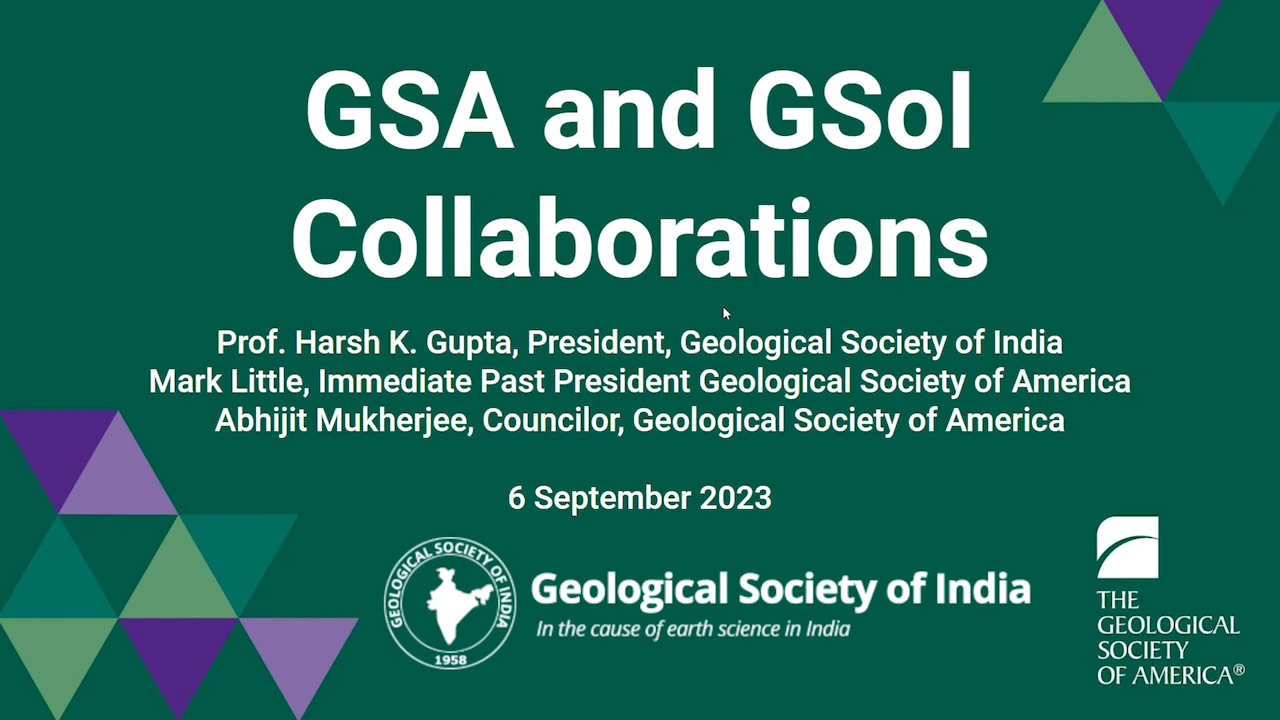 GSA and GSoI
Collaborations
Prof. Harsh K. Gupta, President, Geological Society of India
Mark Little, Immediate Past President Geological Society of America
Abhijit Mukherjee, Councilor, Geological Society of America
6 September 2023
GEOLOGICAL SOCIETY OF INDIA
1958
Geological Society of India
In the cause of earth science in India
THE
GEOLOGICAL
SOCIETY
OF AMERICA®